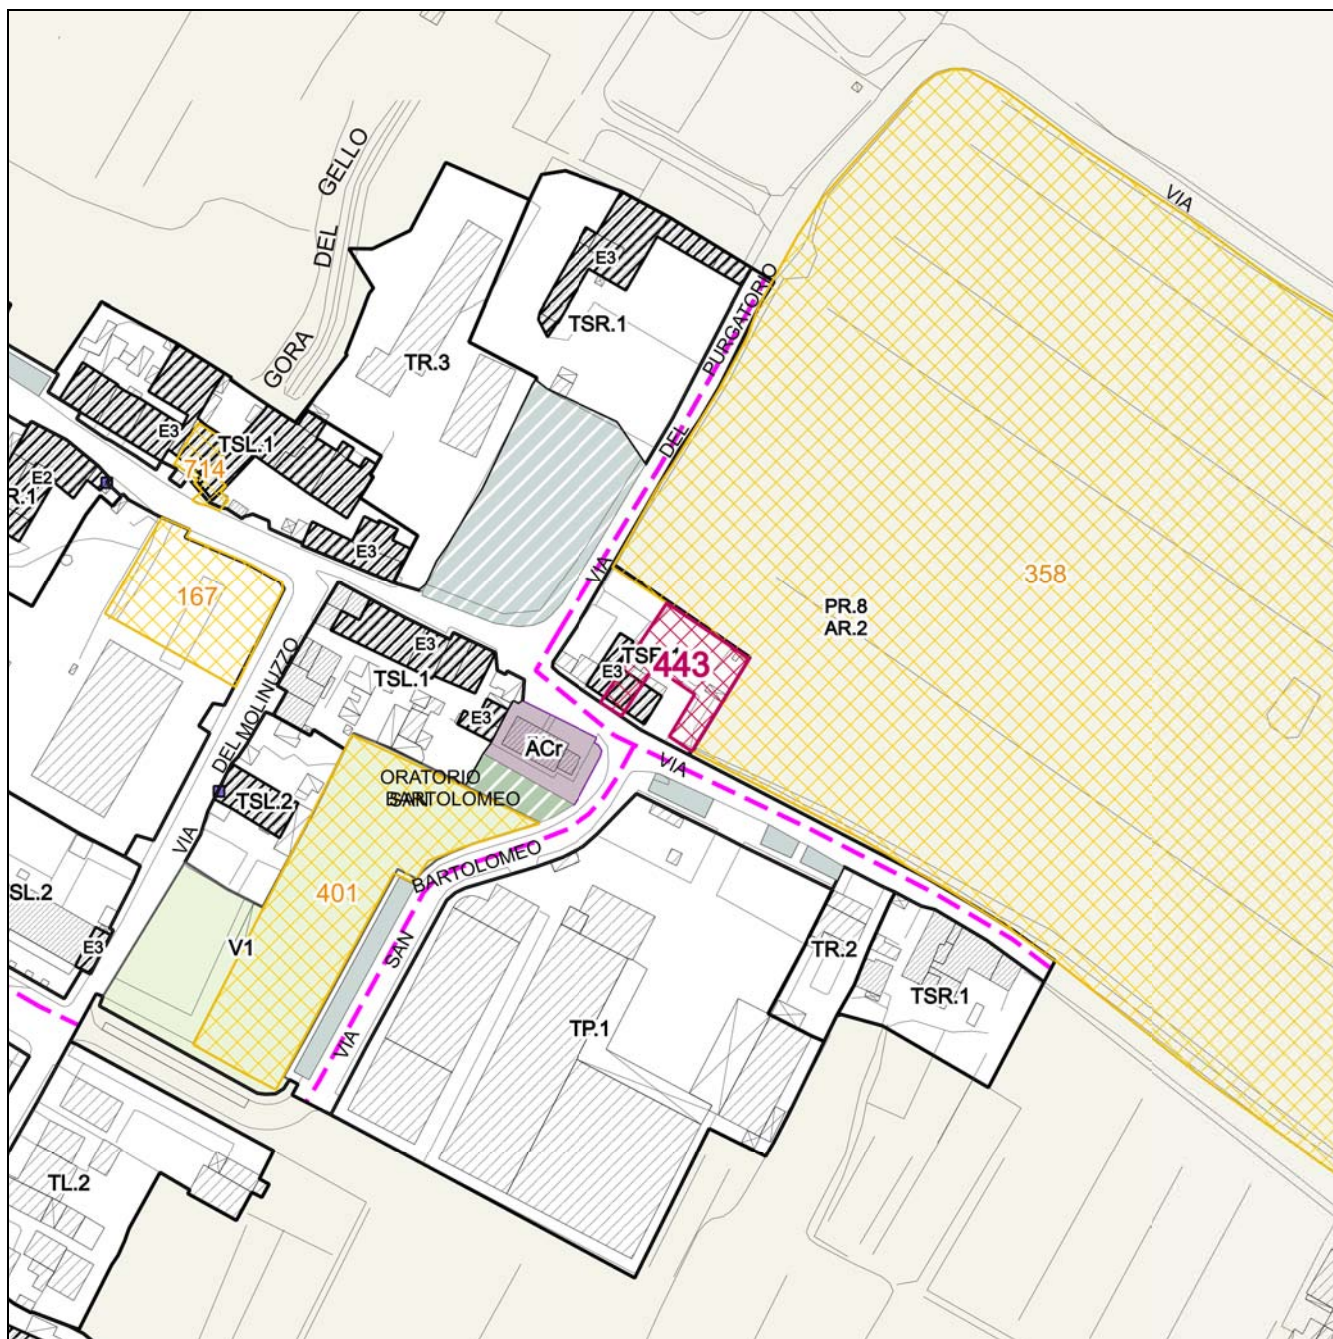 GORA DEL GELLO
VIA
E3
TSR.1
VIA DEL PURGATORIO
TR.3
E3
TSL.1
714
E2
R.1
E3
167
358
PR.8
AR.2
E3
TSL.1
E3
443
E3
ACr
VIA
VIA DEL MOLINUZZO
ORATORIO
SAN
BARTOLOMEO
TSL.2
VIA SAN BARTOLOMEO
401
SL.2
E3
V1
TR.2
TSR.1
TP.1
TL.2